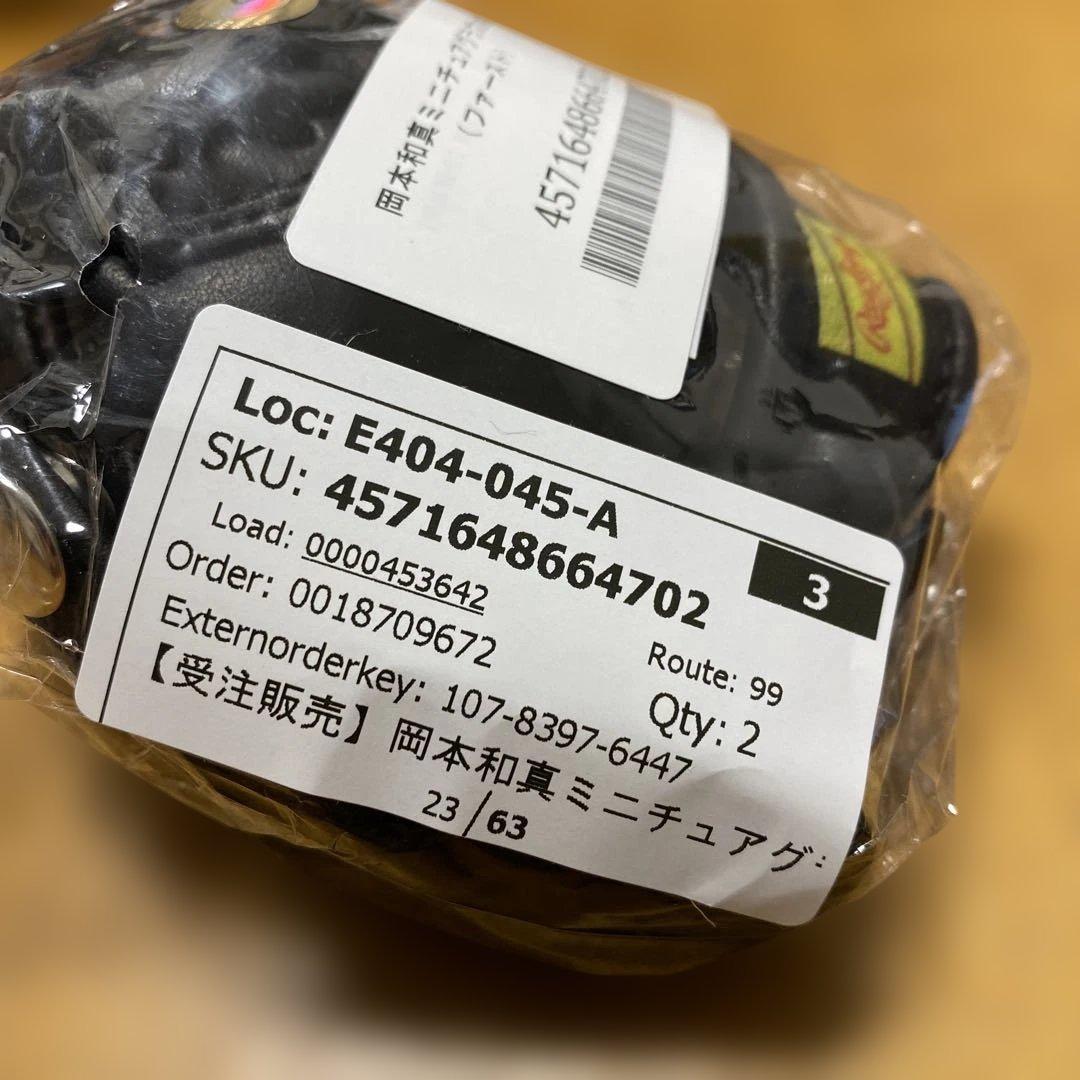 岡本和真ミニチュア
(ファースト)
4571648664702
Rawlings
Loc: E404-045-A
SKU: 4571648664702
3
Load: 0000453642
Route: 99
Order: 0018709672
Qty: 2
Externorderkey: 107-8397-6447
【受注販売】岡本和真ミニチュアグ:
23/63